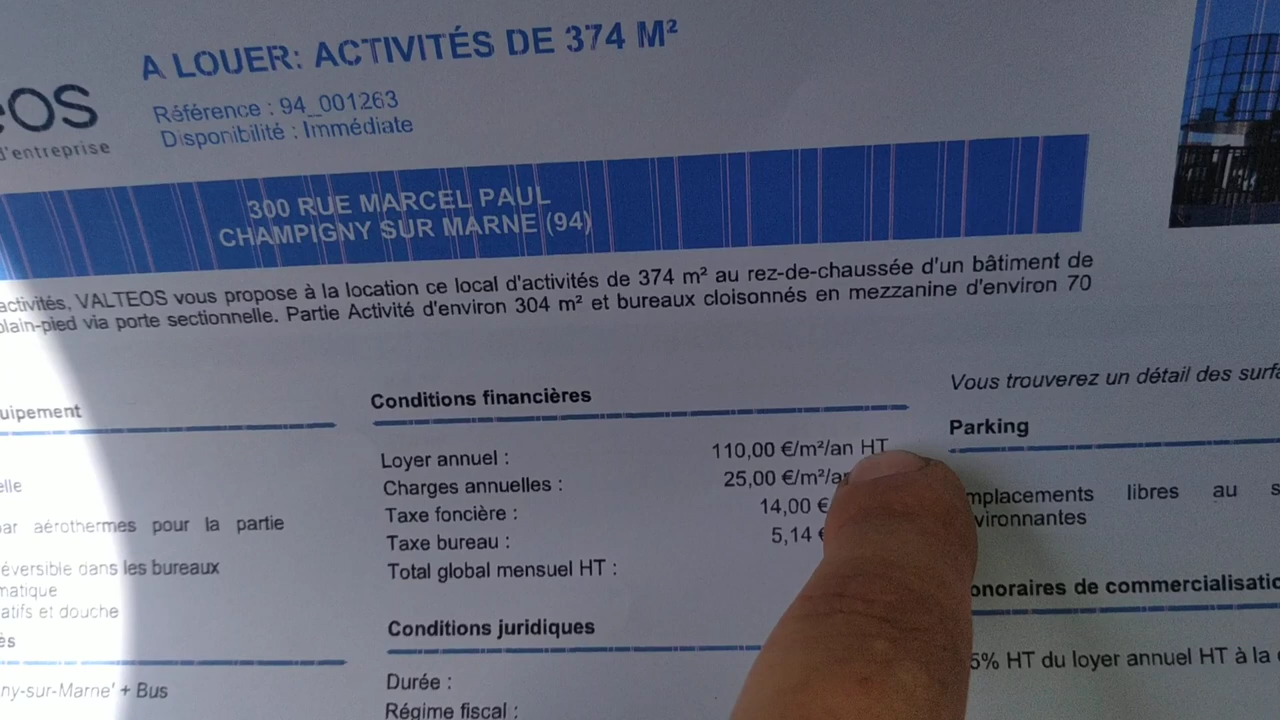 A LOUER: ACTIVITÉS DE 374 M²
Référence : 94_001263
Disponibilité : Immédiate
eos
d'entreprise
300 RUE MARCEL PAUL
CHAMPIGNY SUR MARNE (94)
activités, VALTEOS vous propose à la location ce local d'activités de 374 m² au rez-de-chaussée d'un bâtiment de
plain-pied via porte sectionnelle. Partie Activité d'environ 304 m² et bureaux cloisonnés en mezzanine d'environ 70
uipement
elle
par aérothermes pour la partie
éversible dans les bureaux
matique
atifs et douche
ès
ny-sur-Marne' + Bus
Conditions financières
Loyer annuel : 110,00 €/m²/an HT
Charges annuelles : 25,00 €/m²/an
Taxe foncière : 14,00 €
Taxe bureau : 5,14 €
Total global mensuel HT :
Conditions juridiques
Durée :
Régime fiscal :
Vous trouverez un détail des surfa
Parking
mplacements libres au s
vironnantes
onoraires de commercialisatio
5% HT du loyer annuel HT à la